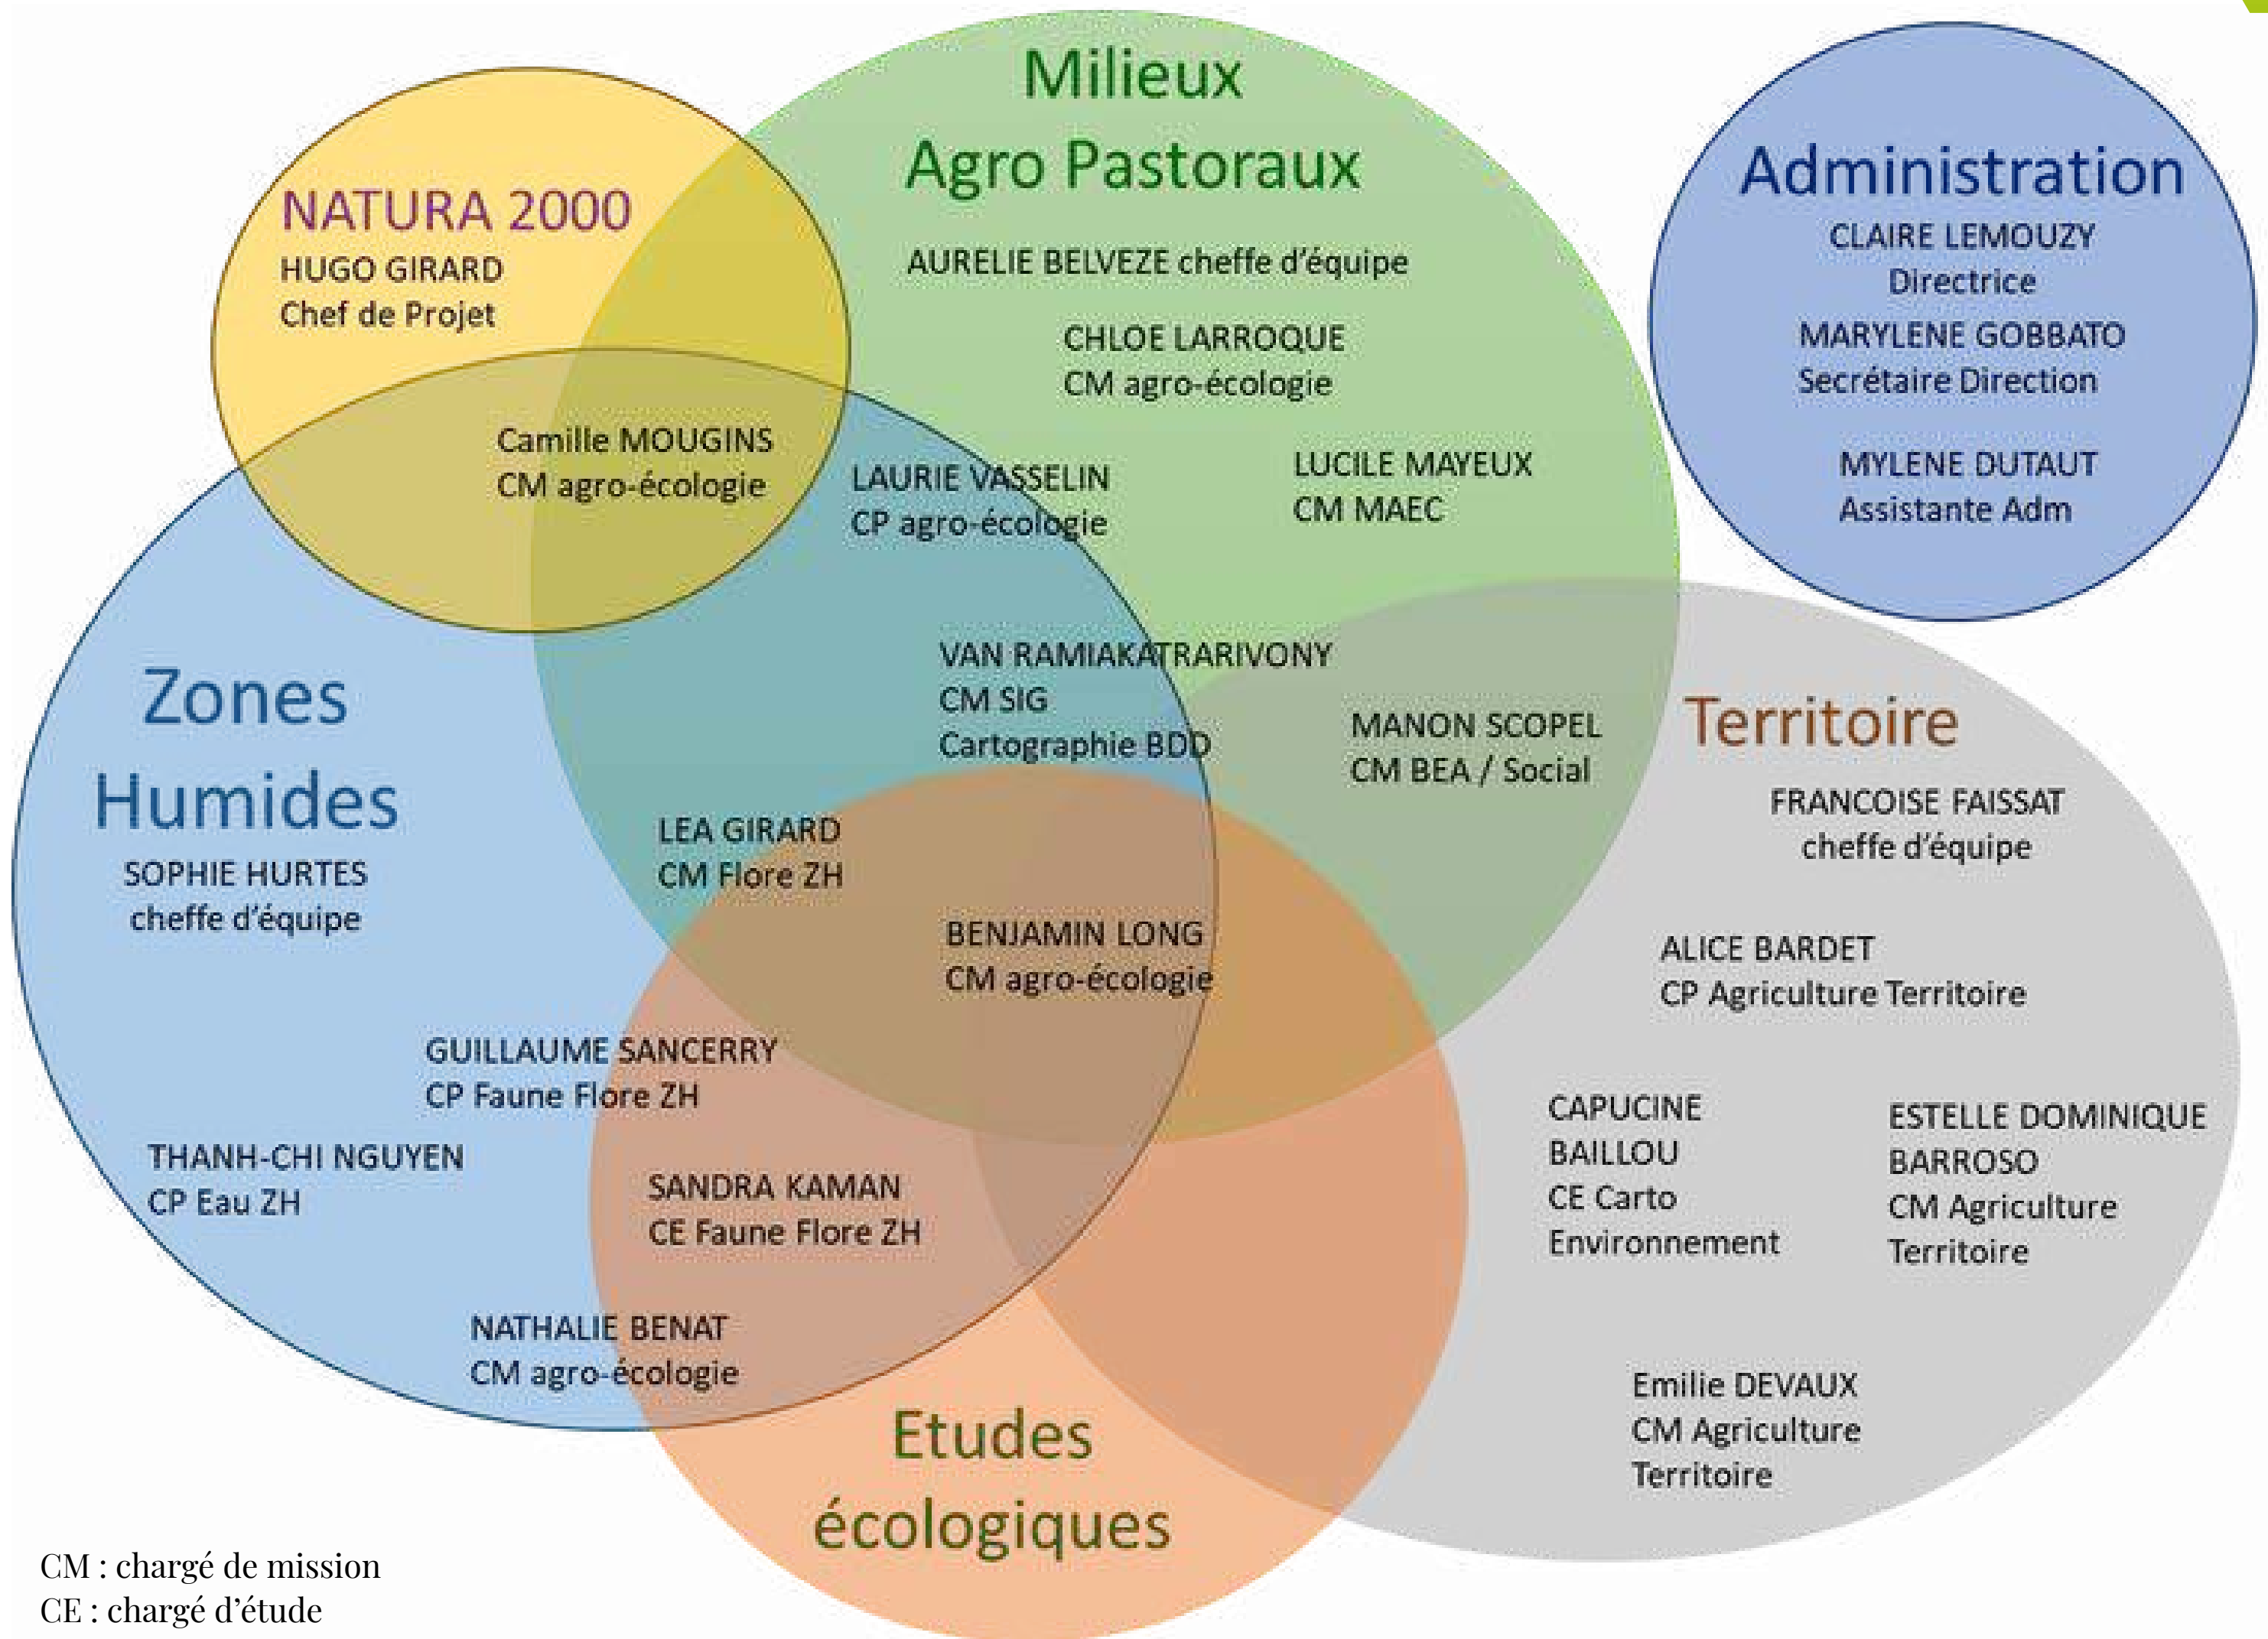 Milieux
Agro Pastoraux
AURELIE BELVEZE cheffe d'équipe
CHLOE LARROQUE
CM agro-écologie
LUCILE MAYEUX
CM MAEC
NATURA 2000
HUGO GIRARD
Chef de Projet
Camille MOUGINS
CM agro-écologie
LAURIE VASSELIN
CP agro-écologie
Administration
CLAIRE LEMOUZY
Directrice
MARYLENE GOBBATO
Secrétaire Direction
MYLENE DUTAUT
Assistante Adm
VAN RAMIAKATRARIVONY
CM SIG
Cartographie BDD
MANON SCOPEL
CM BEA / Social
Zones
Humides
SOPHIE HURTES
cheffe d'équipe
LEA GIRARD
CM Flore ZH
BENJAMIN LONG
CM agro-écologie
GUILLAUME SANCERRY
CP Faune Flore ZH
THANH-CHI NGUYEN
CP Eau ZH
SANDRA KAMAN
CE Faune Flore ZH
NATHALIE BENAT
CM agro-écologie
Territoire
FRANCOISE FAISSAT
cheffe d'équipe
ALICE BARDET
CP Agriculture Territoire
CAPUCINE
BAILLOU
CE Carto
Environnement
ESTELLE DOMINIQUE
BARROSO
CM Agriculture
Territoire
Emilie DEVAUX
CM Agriculture
Territoire
Etudes
écologiques
CM : chargé de mission
CE : chargé d'étude